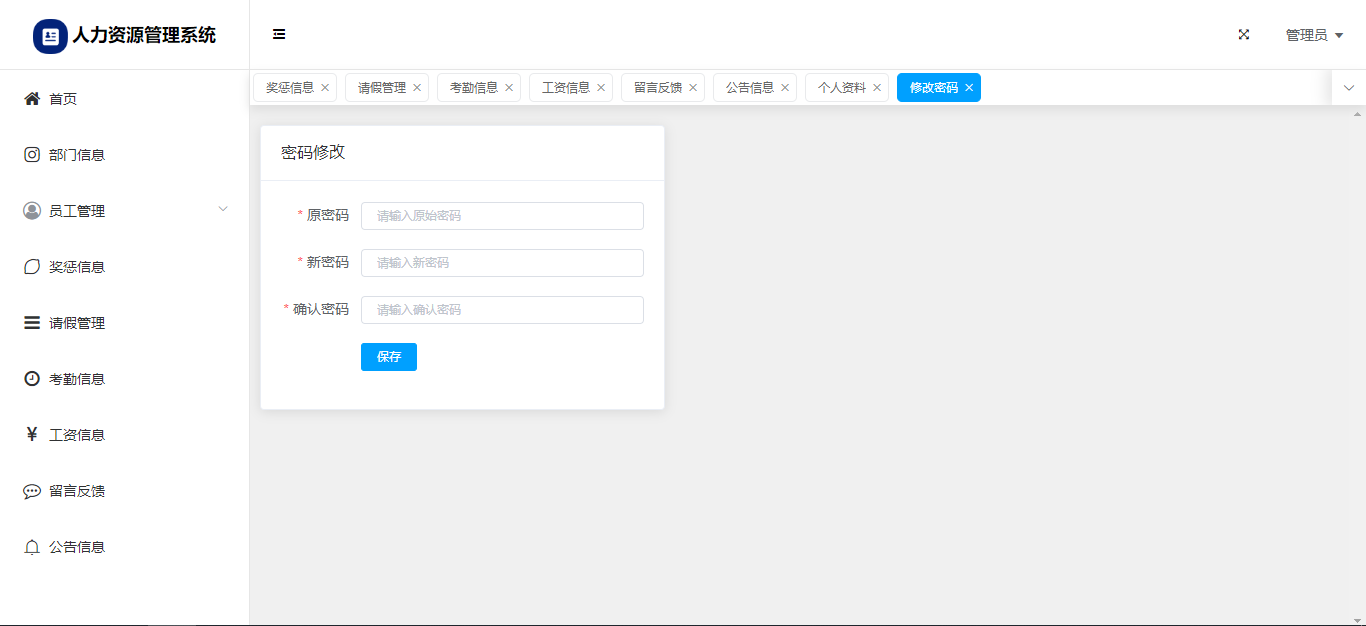 人力资源管理系统
管理员
奖惩信息
请假管理
考勤信息
工资信息
留言反馈
公告信息
个人资料
修改密码
首页
部门信息
员工管理
奖惩信息
请假管理
考勤信息
工资信息
留言反馈
公告信息
密码修改
* 原密码
请输入原始密码
* 新密码
请输入新密码
* 确认密码
请输入确认密码
保存